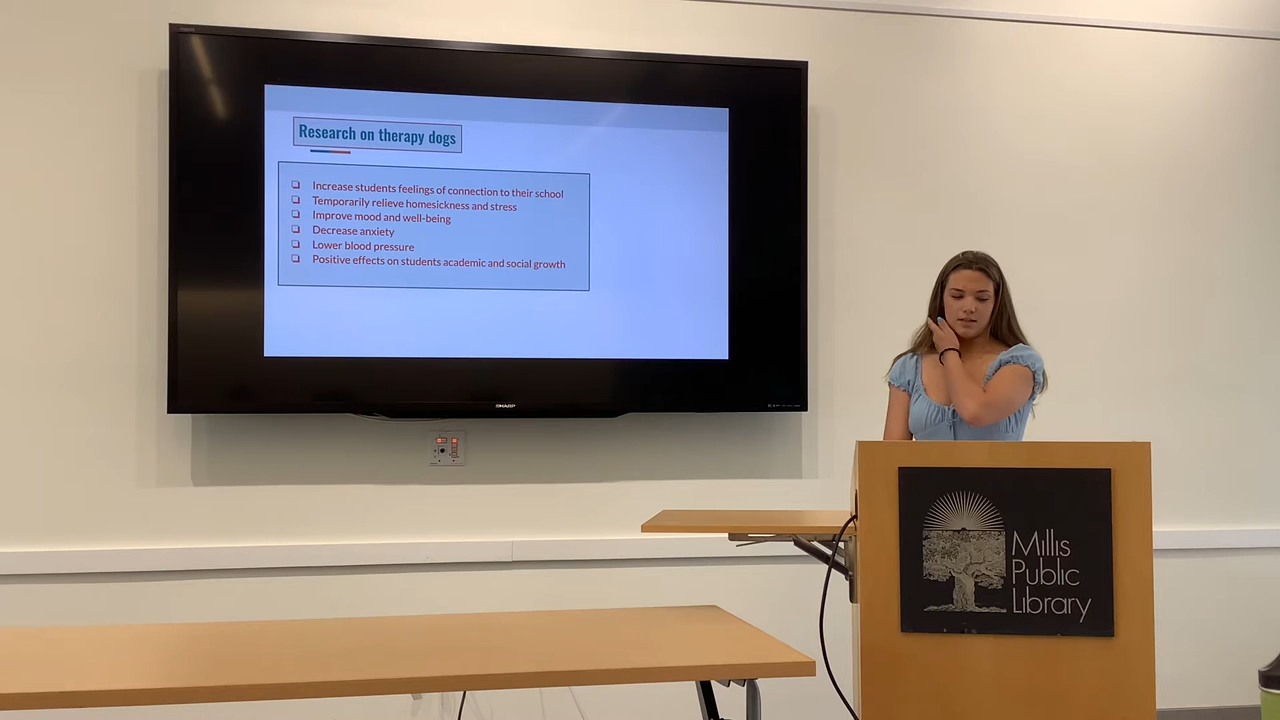 Research on therapy dogs
Increase students feelings of connection to their school
Temporarily relieve homesickness and stress
Improve mood and well-being
Decrease anxiety
Lower blood pressure
Positive effects on students academic and social growth
SHARP
Millis
Public
Library